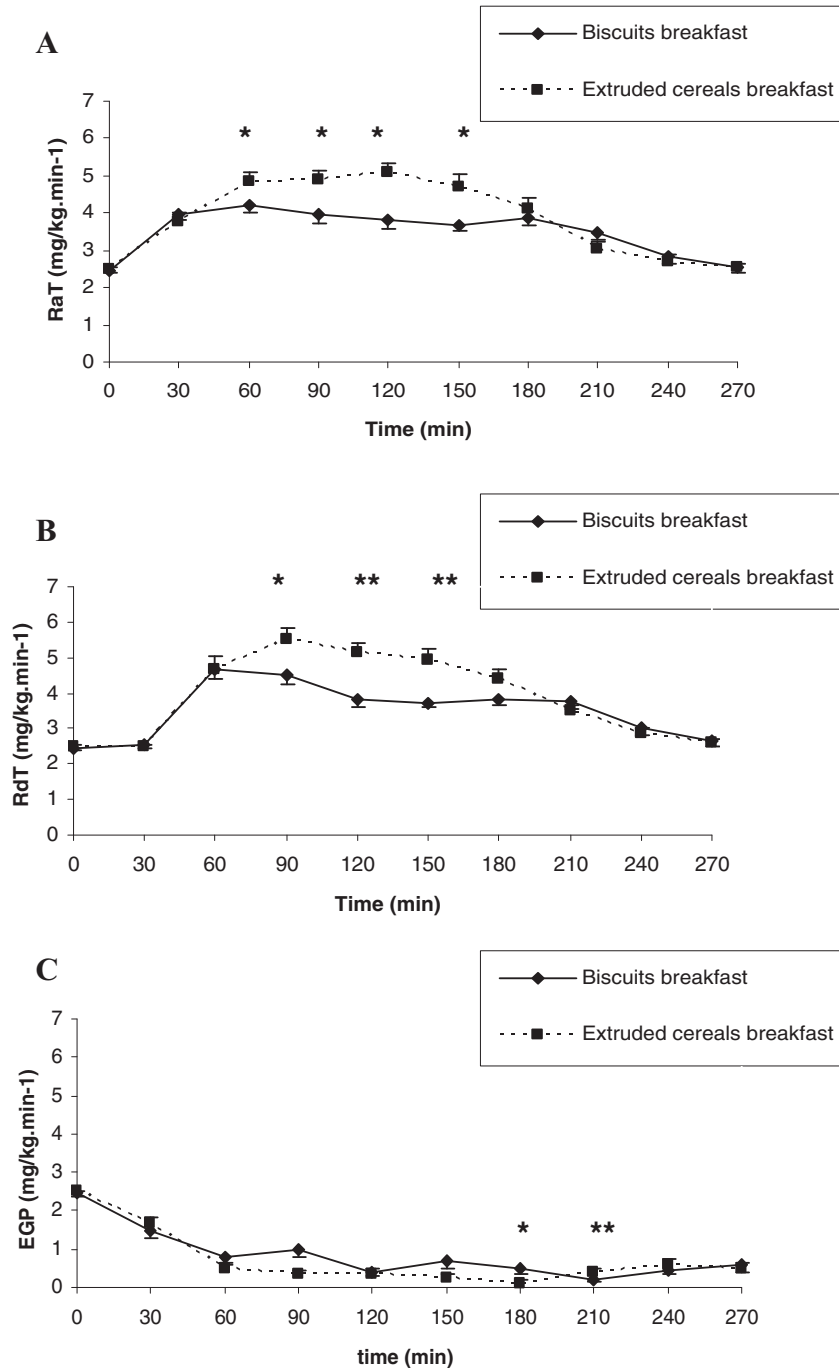 A
Biscuits breakfast
Extruded cereals breakfast
7
6
5
4
3
2
1
0
RaT (mg/kg.min-1)
* * * *
0 30 60 90 120 150 180 210 240 270
Time (min)
B
Biscuits breakfast
Extruded cereals breakfast
7
6
5
4
3
2
1
0
RdT (mg/kg.min-1)
* ** **
0 30 60 90 120 150 180 210 240 270
Time (min)
C
Biscuits breakfast
Extruded cereals breakfast
7
6
5
4
3
2
1
0
EGP (mg/kg.min-1)
* **
0 30 60 90 120 150 180 210 240 270
time (min)